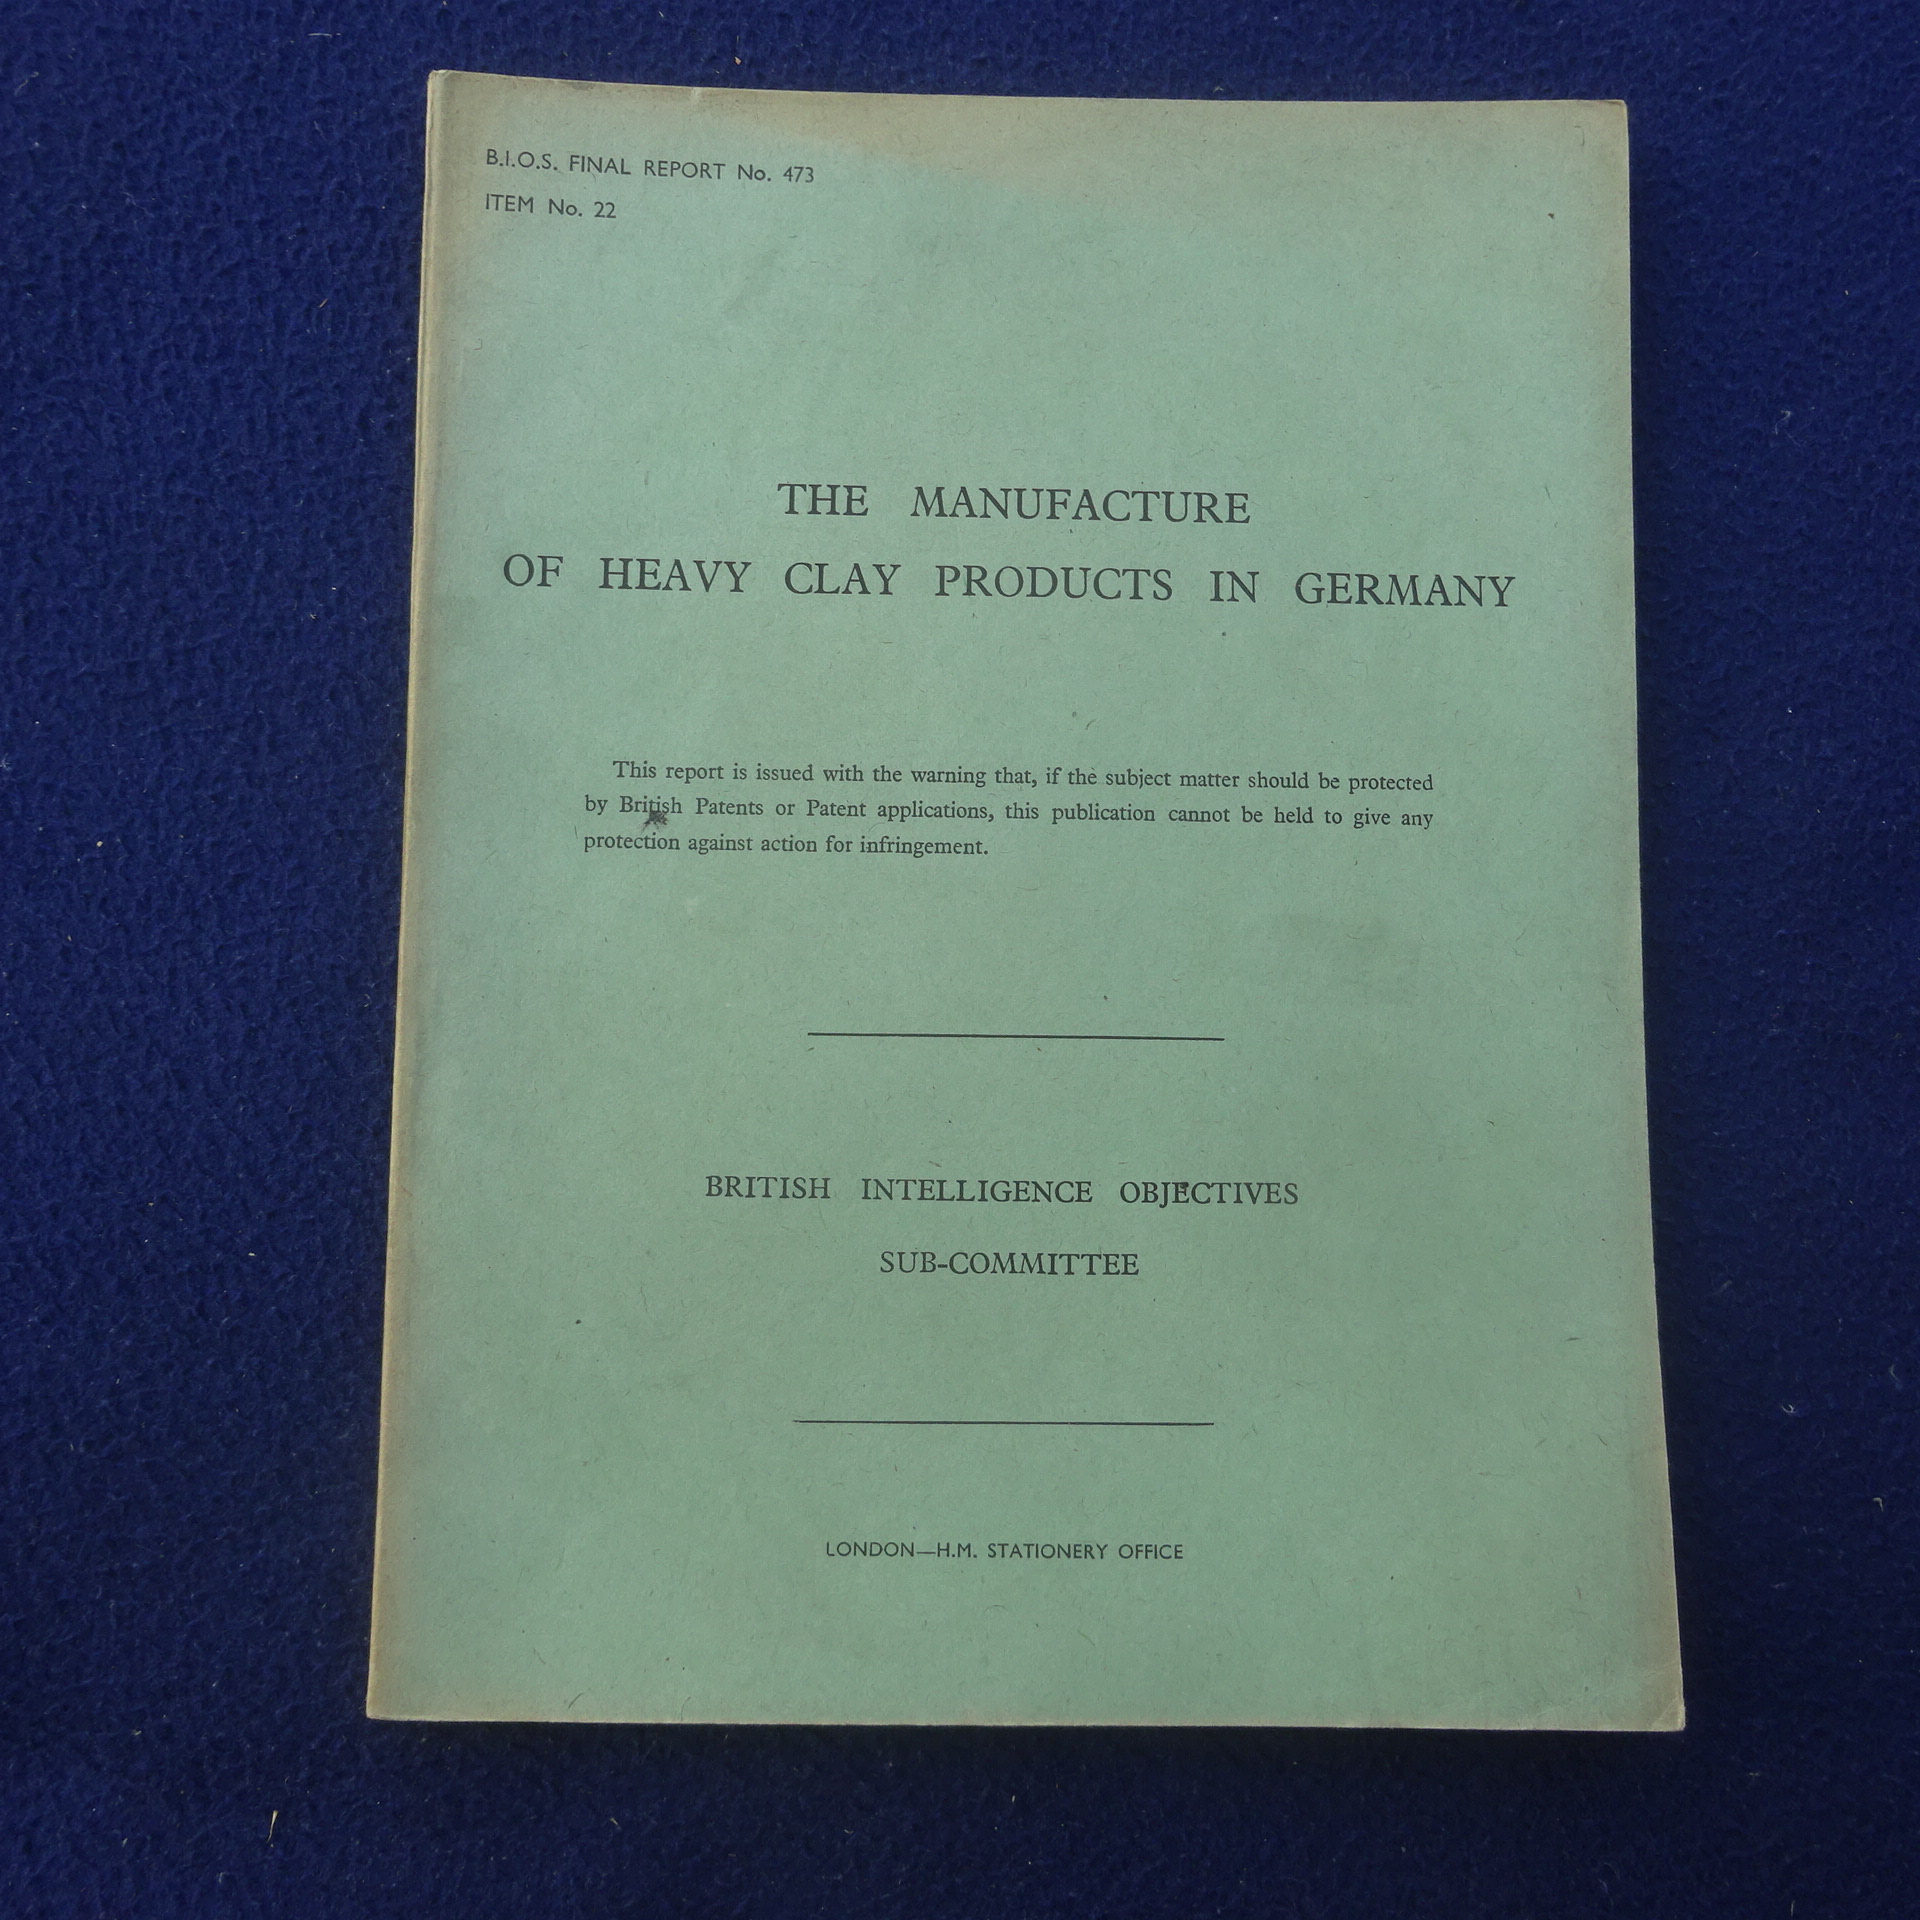 B.I.O.S. FINAL REPORT No. 473
ITEM No. 22
THE MANUFACTURE
OF HEAVY CLAY PRODUCTS IN GERMANY
This report is issued with the warning that, if the subject matter should be protected
by British Patents or Patent applications, this publication cannot be held to give any
protection against action for infringement.
BRITISH INTELLIGENCE OBJECTIVES
SUB-COMMITTEE
LONDON—H.M. STATIONERY OFFICE